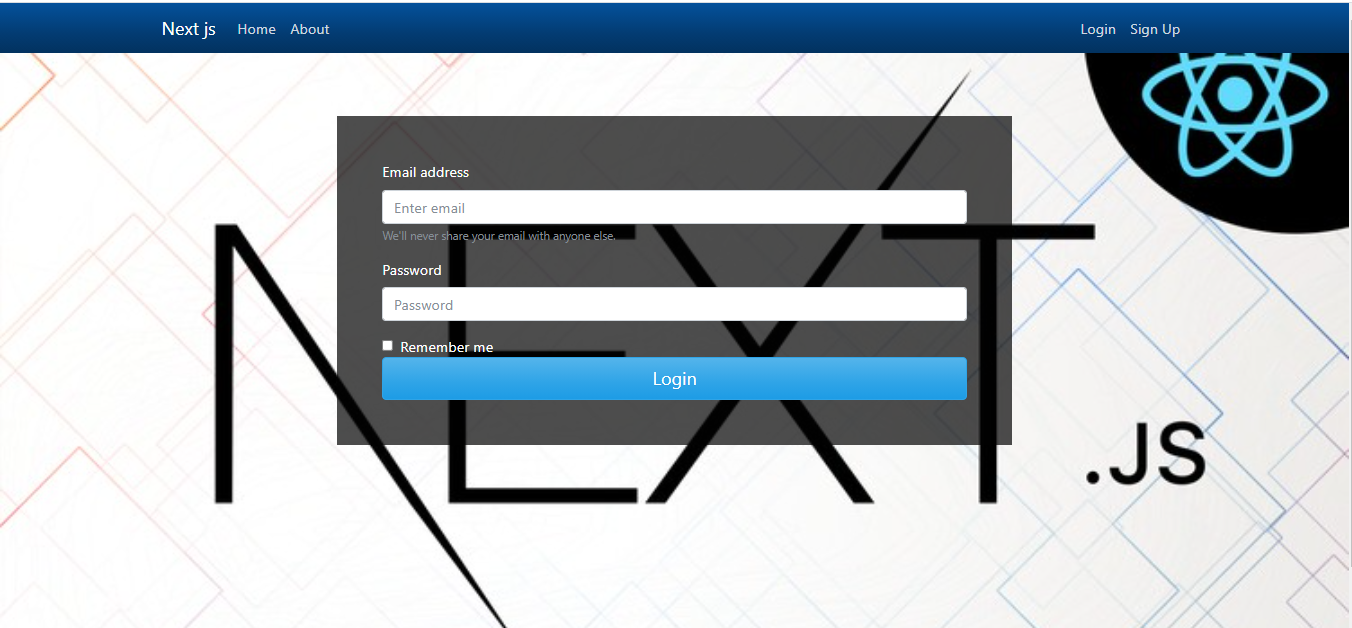 Next js Home About Login Sign Up
Email address
Enter email
We'll never share your email with anyone else.
Password
Password
Remember me
Login
NEXT
.JS